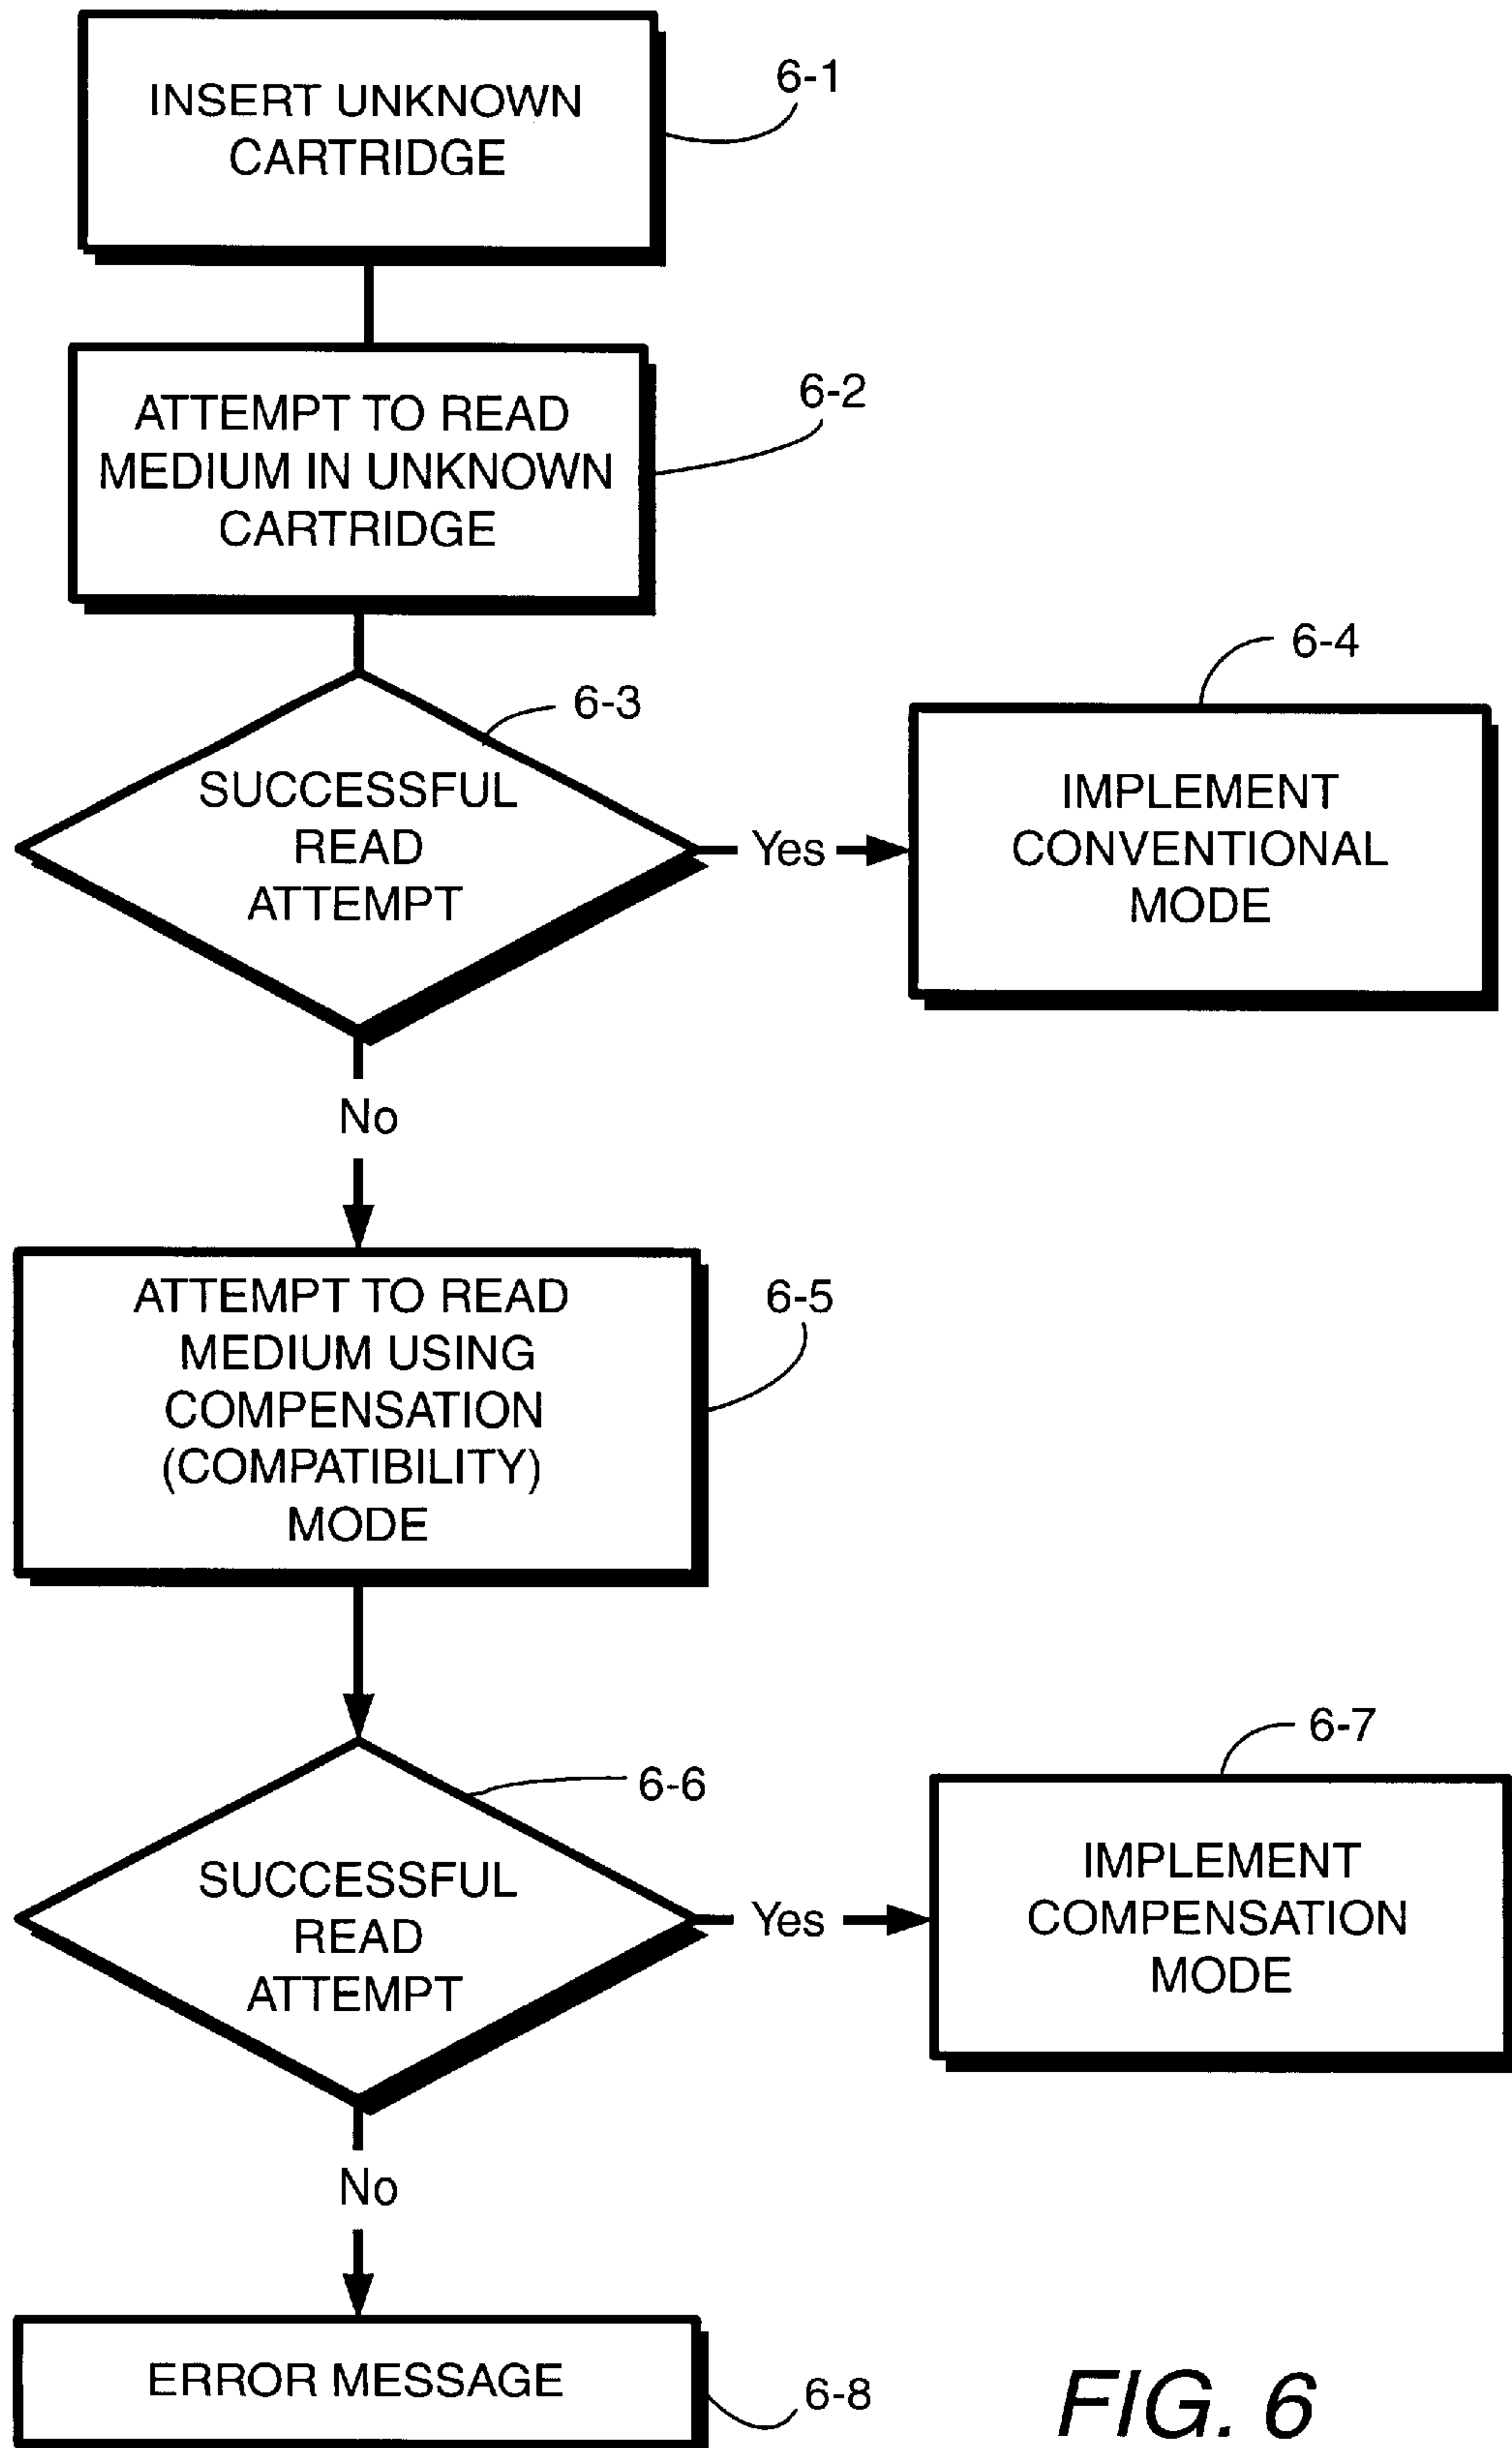 INSERT UNKNOWN
CARTRIDGE
6-1
ATTEMPT TO READ
MEDIUM IN UNKNOWN
CARTRIDGE
6-2
6-3
SUCCESSFUL
READ
ATTEMPT
Yes
6-4
IMPLEMENT
CONVENTIONAL
MODE
No
ATTEMPT TO READ
MEDIUM USING
COMPENSATION
(COMPATIBILITY)
MODE
6-5
6-6
SUCCESSFUL
READ
ATTEMPT
Yes
6-7
IMPLEMENT
COMPENSATION
MODE
No
ERROR MESSAGE
6-8
FIG. 6